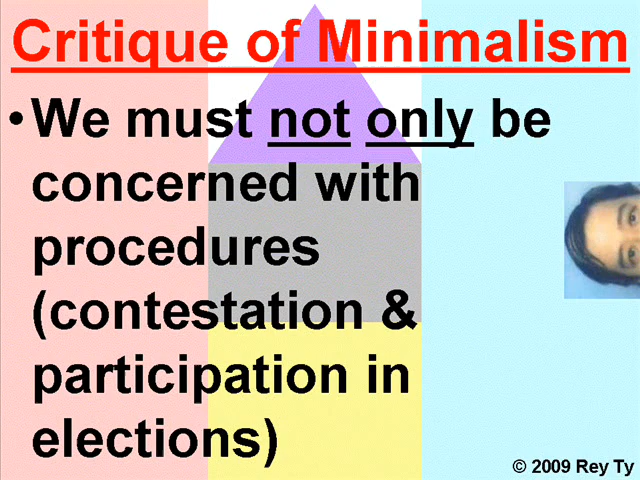 Critique of Minimalism
•We must not only be
concerned with
procedures
(contestation &
participation in
elections)
© 2009 Rey Ty